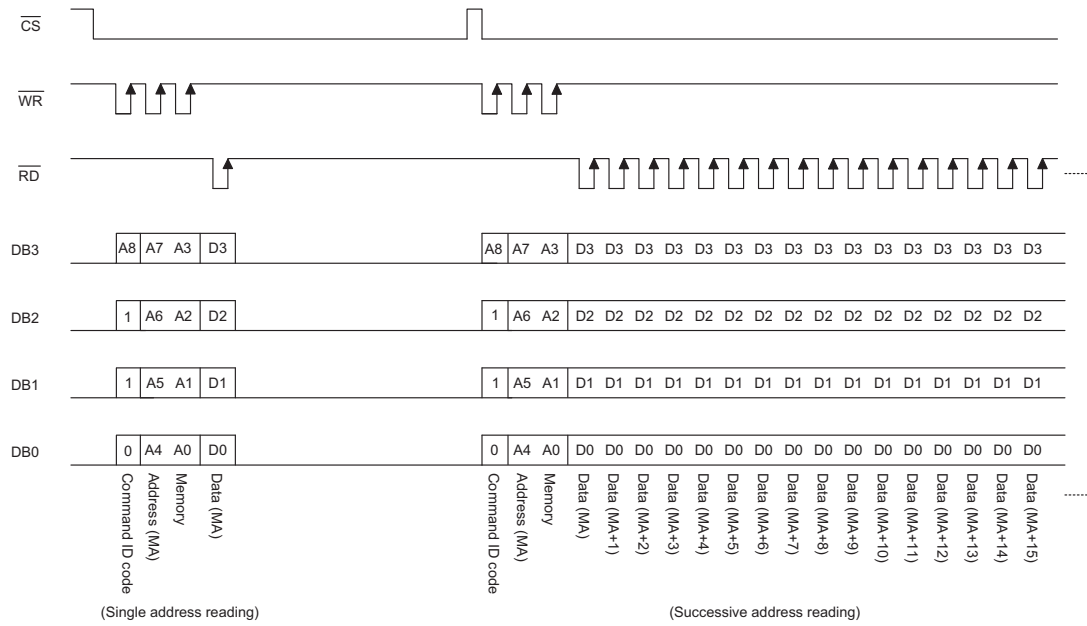 CS
WR
RD
DB3 A8 A7 A3 D3 A8 A7 A3 D3 D3 D3 D3 D3 D3 D3 D3 D3 D3 D3 D3 D3 D3 D3 D3
DB2 1 A6 A2 D2 1 A6 A2 D2 D2 D2 D2 D2 D2 D2 D2 D2 D2 D2 D2 D2 D2 D2 D2
DB1 1 A5 A1 D1 1 A5 A1 D1 D1 D1 D1 D1 D1 D1 D1 D1 D1 D1 D1 D1 D1 D1 D1
DB0 0 A4 A0 D0 0 A4 A0 D0 D0 D0 D0 D0 D0 D0 D0 D0 D0 D0 D0 D0 D0 D0 D0
Command ID code
Address (MA)
Memory
Data (MA)
Command ID code
Address (MA)
Memory
Data (MA)
Data (MA+1)
Data (MA+2)
Data (MA+3)
Data (MA+4)
Data (MA+5)
Data (MA+6)
Data (MA+7)
Data (MA+8)
Data (MA+9)
Data (MA+10)
Data (MA+11)
Data (MA+12)
Data (MA+13)
Data (MA+14)
Data (MA+15)
(Single address reading)
(Successive address reading)